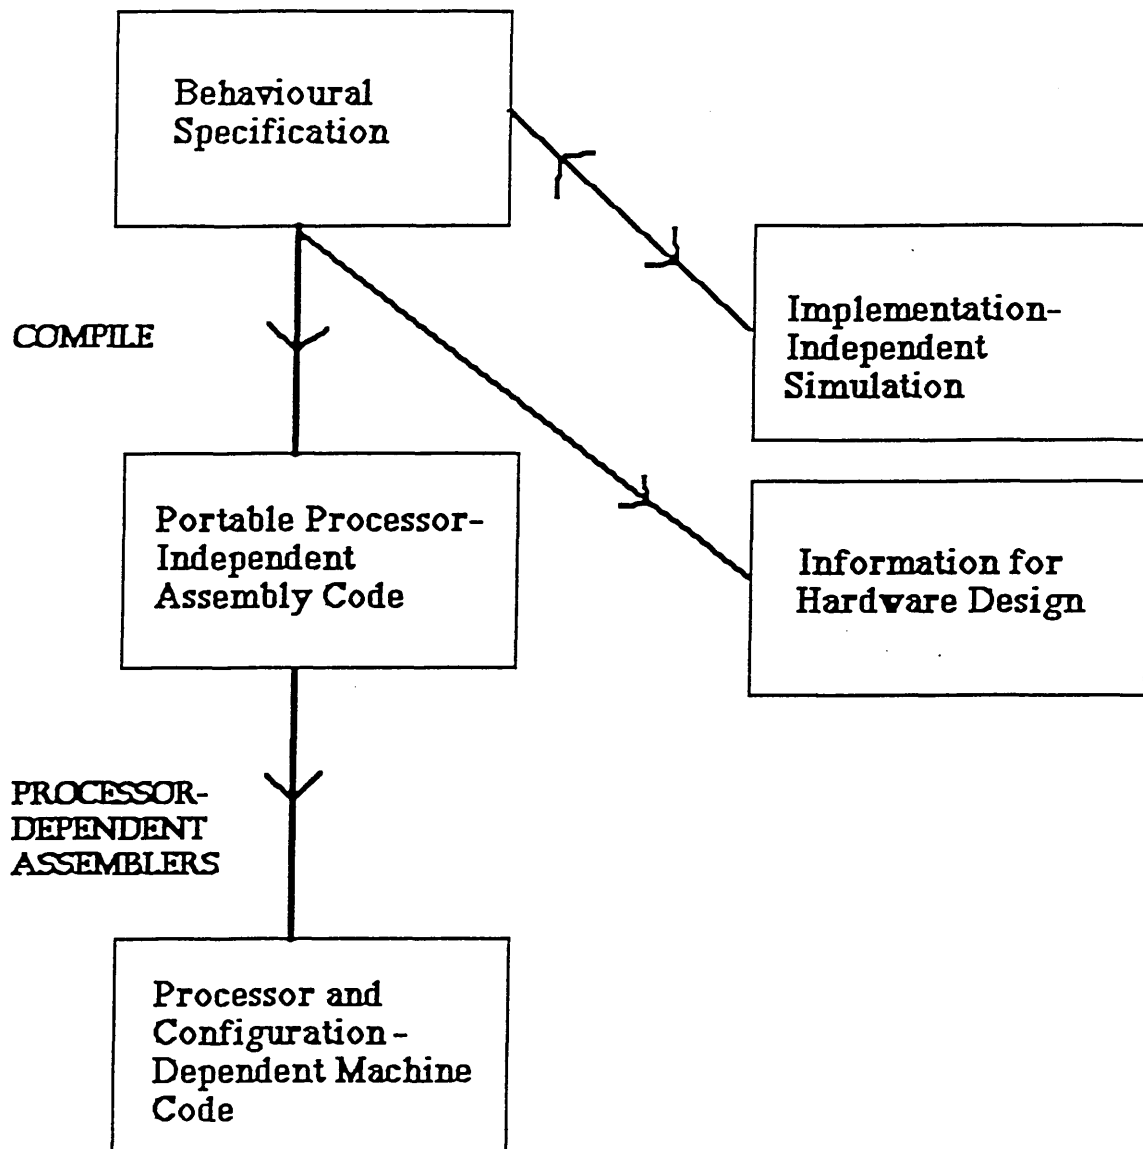 Behavioural
Specification
COMPILE
Implementation-
Independent
Simulation
Portable Processor-
Independent
Assembly Code
Information for
Hardware Design
PROCESSOR-
DEPENDENT
ASSEMBLERS
Processor and
Configuration-
Dependent Machine
Code